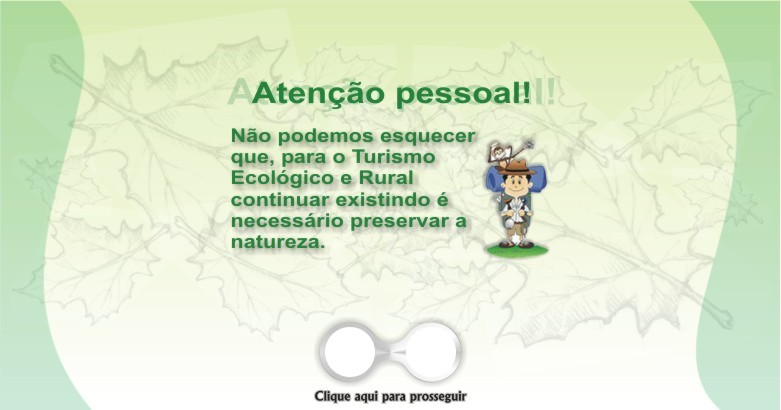 Atenção pessoal!
Não podemos esquecer
que, para o Turismo
Ecológico e Rural
continuar existindo é
necessário preservar a
natureza.
Clique aqui para prosseguir